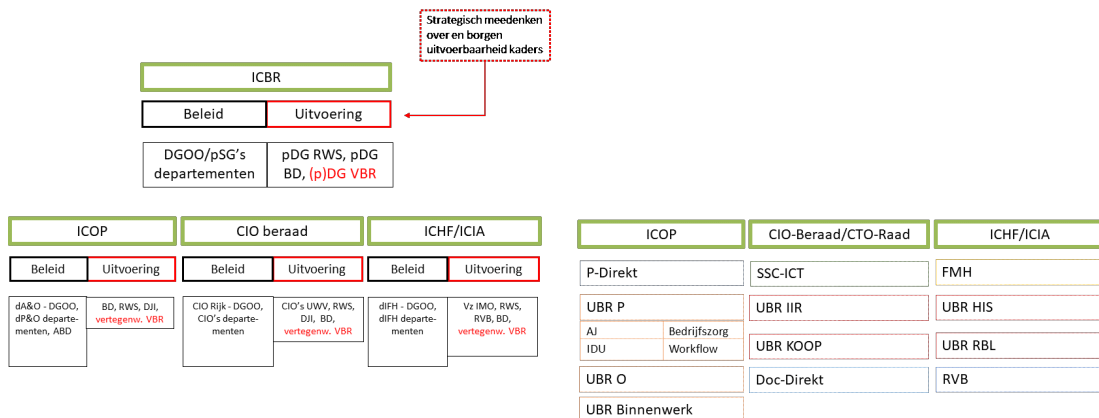 Strategisch meedenken
over en borgen
uitvoerbaarheid kaders
ICBR
Beleid
Uitvoering
DGOO/pSG's
departementen
pDG RWS, pDG
BD, (p)DG VBR
ICOP
CIO beraad
ICHF/ICIA
Beleid
Uitvoering
Beleid
Uitvoering
Beleid
Uitvoering
dA&O - DGOO,
dP&O departe-
menten, ABD
BD, RWS, DJI,
vertegenw. VBR
CIO Rijk - DGOO,
CIO's departe-
menten
CIO's UWV, RWS,
DJI, BD,
vertegenw. VBR
dIFH - DGOO,
dIFH departe-
menten
Vz IMO, RWS,
RVB, BD,
vertegenw. VBR
ICOP
CIO-Beraad/CTO-Raad
ICHF/ICIA
P-Direkt
SSC-ICT
FMH
UBR P
UBR IIR
UBR HIS
AJ
Bedrijfszorg
IDU
Workflow
UBR KOOP
UBR RBL
UBR O
Doc-Direkt
RVB
UBR Binnenwerk